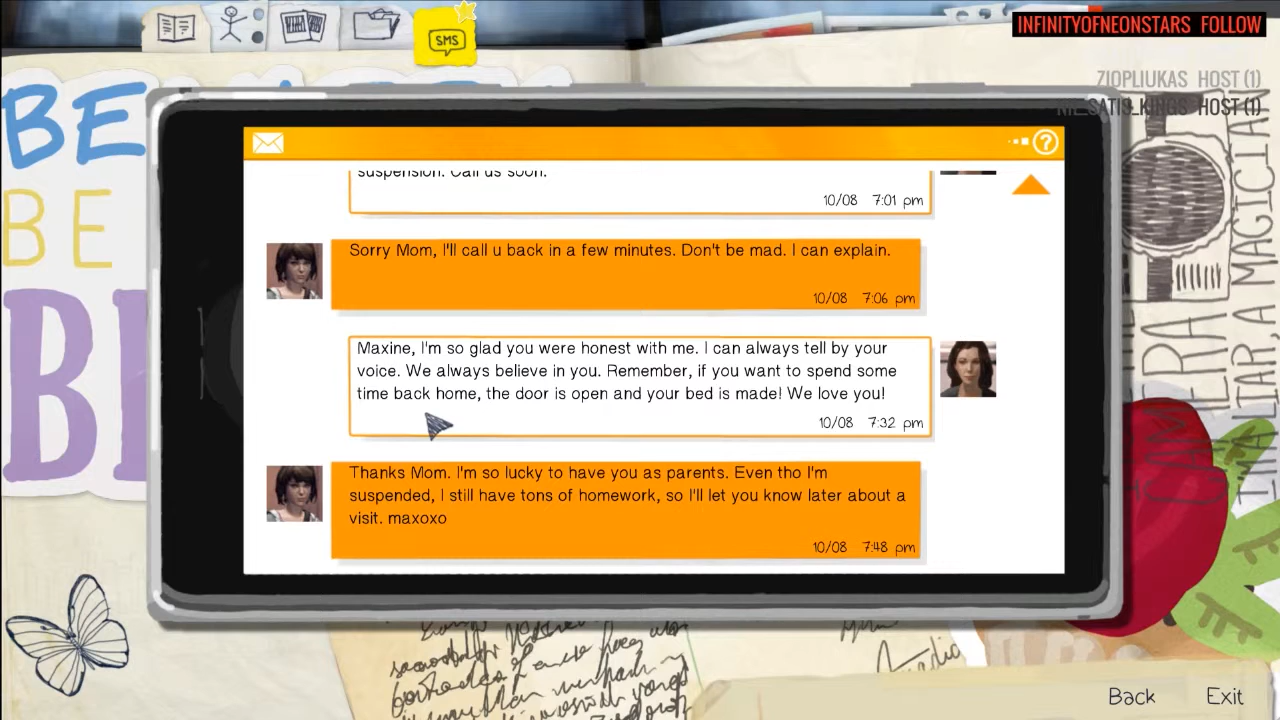 SMS
INFINITYOFNEONSTARS FOLLOW
ZIOPLIUKAS HOST (1)
HOST (1)
BE
BE
suspension. Call us soon.
10/08 7:01 pm
Sorry Mom, I'll call u back in a few minutes. Don't be mad. I can explain.
10/08 7:06 pm
Maxine, I'm so glad you were honest with me. I can always tell by your
voice. We always believe in you. Remember, if you want to spend some
time back home, the door is open and your bed is made! We love you!
10/08 7:32 pm
Thanks Mom. I'm so lucky to have you as parents. Even tho I'm
suspended, I still have tons of homework, so I'll let you know later about a
visit. maxoxo
10/08 7:48 pm
Back Exit